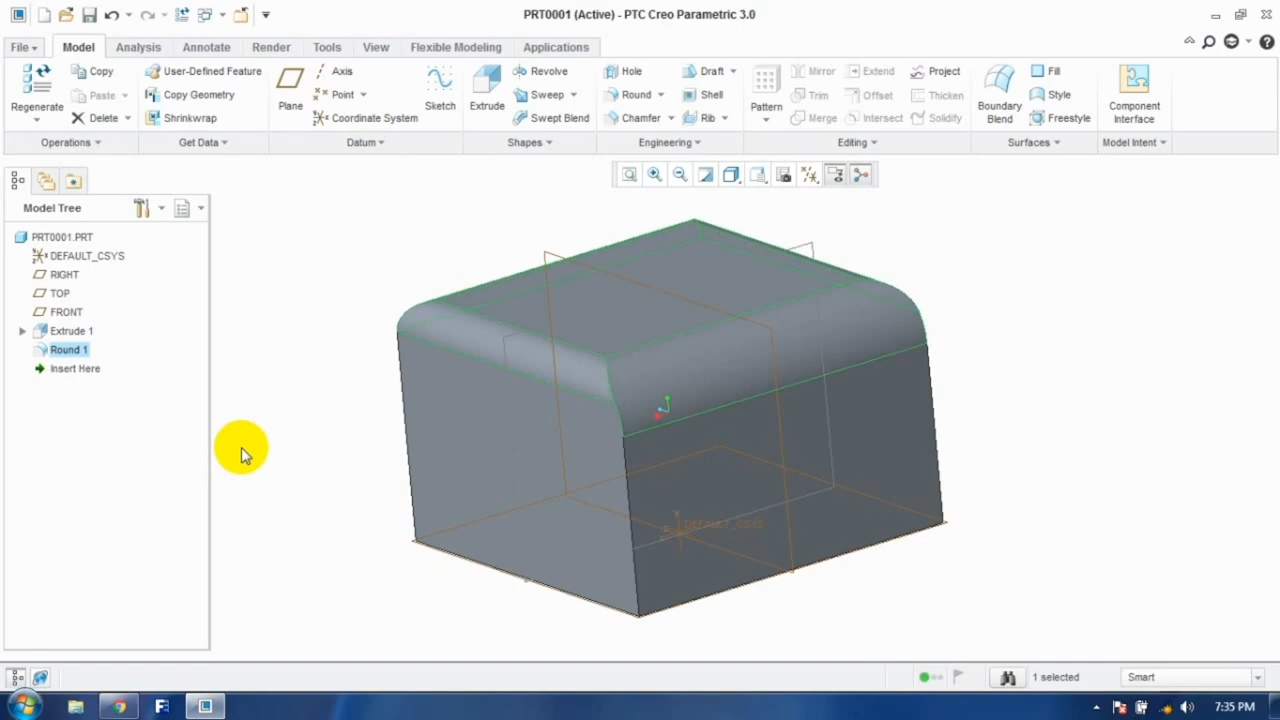 PRT0001 (Active) - PTC Creo Parametric 3.0
File Model Analysis Annotate Render Tools View Flexible Modeling Applications
Copy User-Defined Feature Axis Revolve Hole Draft Mirror Extend Project Fill
Paste Copy Geometry Point Sweep Round Shell Trim Offset Thicken Style
Regenerate Plane Sketch Extrude Pattern Boundary Blend Component Interface
Delete Shrinkwrap Coordinate System Swept Blend Chamfer Rib Merge Intersect Solidify Freestyle
Operations Get Data Datum Shapes Engineering Editing Surfaces Model Intent
Model Tree
PRT0001.PRT
DEFAULT_CSYS
RIGHT
TOP
FRONT
Extrude 1
Round 1
Insert Here
DEFAULT_CSYS
1 selected Smart
7:35 PM